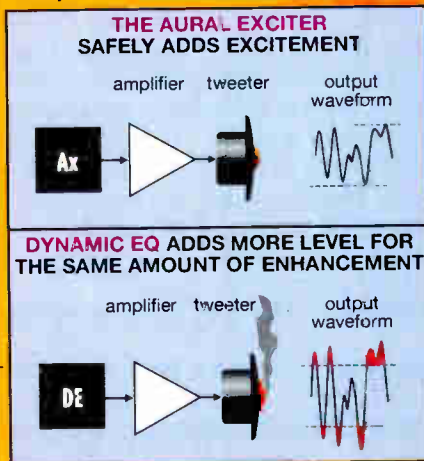 THE AURAL EXCITER
SAFELY ADDS EXCITEMENT
amplifier tweeter output
waveform
Ax
DYNAMIC EQ ADDS MORE LEVEL FOR
THE SAME AMOUNT OF ENHANCEMENT
amplifier tweeter output
waveform
DE